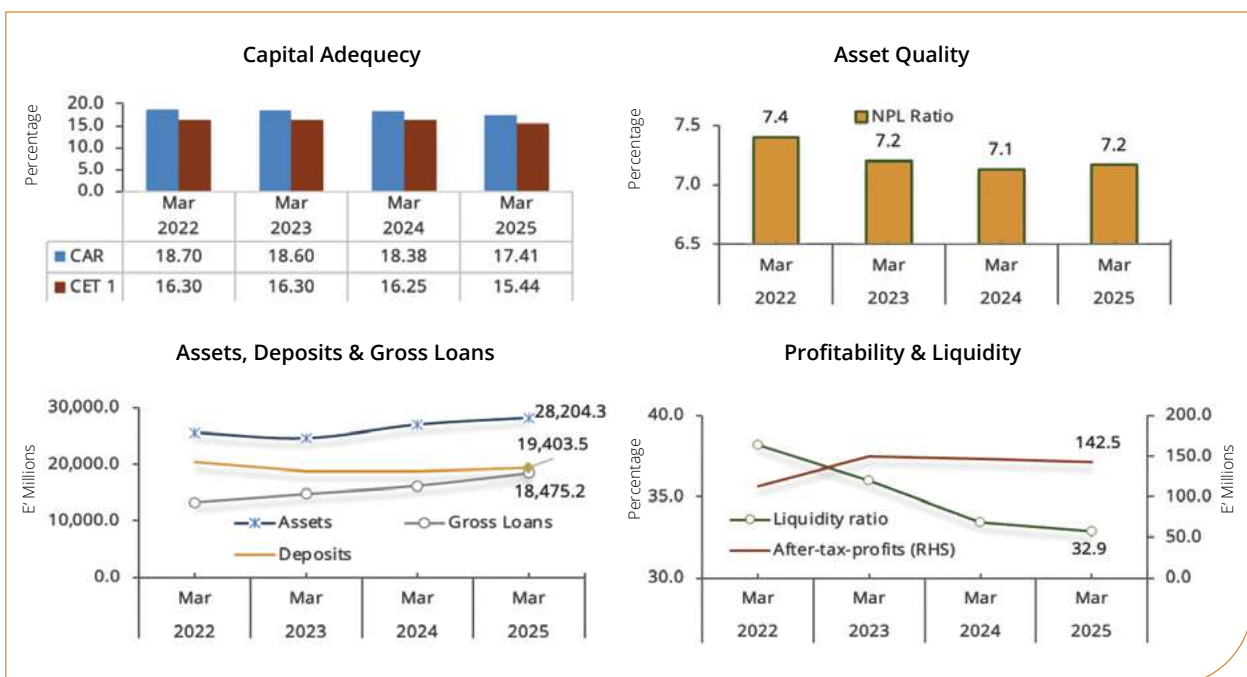 Capital Adequecy
Percentage
20.0
15.0
10.0
5.0
0.0
Mar Mar Mar Mar
2022 2023 2024 2025
CAR 18.70 18.60 18.38 17.41
CET 1 16.30 16.30 16.25 15.44
Asset Quality
Percentage
NPL Ratio
7.5
7.0
6.5
7.4 7.2 7.1 7.2
Mar Mar Mar Mar
2022 2023 2024 2025
Assets, Deposits & Gross Loans
E' Millions
30,000.0
20,000.0
10,000.0
0.0
28,204.3
19,403.5
18,475.2
Assets Gross Loans
Deposits
Mar Mar Mar Mar
2022 2023 2024 2025
Profitability & Liquidity
Percentage
40.0
35.0
30.0
142.5
Liquidity ratio
After-tax-profits (RHS)
32.9
200.0
150.0
100.0
50.0
0.0
E' Millions
Mar Mar Mar Mar
2022 2023 2024 2025